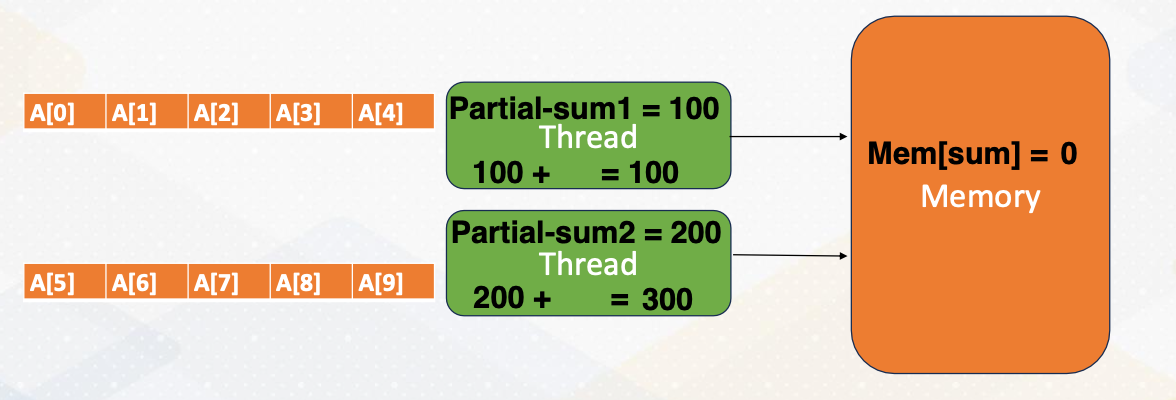 A[0] A[1] A[2] A[3] A[4]
Partial-sum1 = 100
Thread
100 + = 100
Mem[sum] = 0
Memory
Partial-sum2 = 200
Thread
200 + = 300
A[5] A[6] A[7] A[8] A[9]